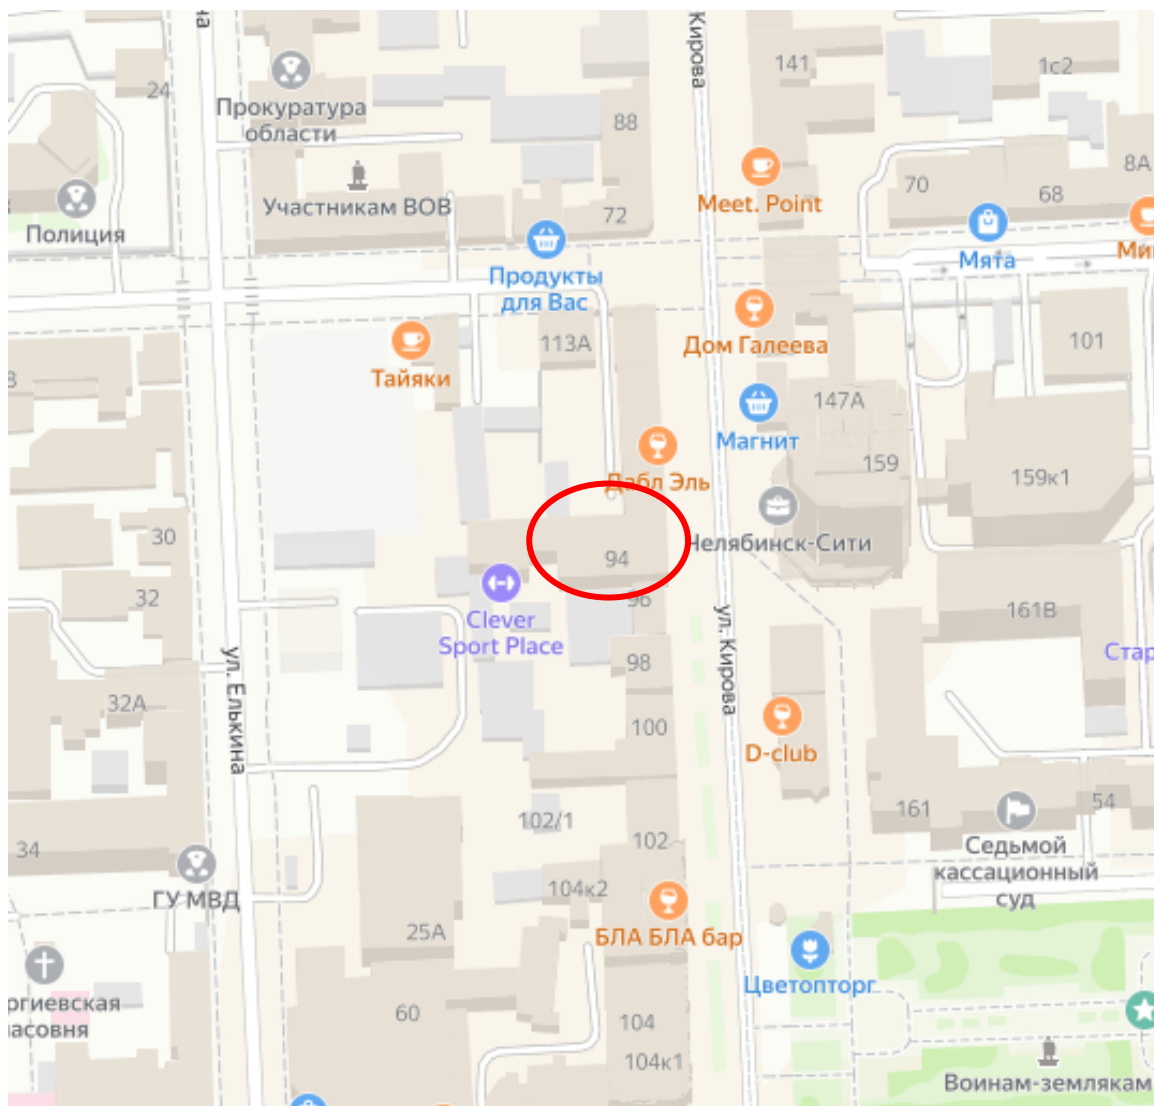 Кирова
141
1с2
24
Прокуратура
области
88
8А
70
68
Участникам ВОВ
72
Meet. Point
Полиция
Мята
Продукты
для Вас
113А
Дом Галеева
101
Тайяки
147А
Магнит
159
159к1
Дабл Эль
30
94
Челябинск-Сити
32
96
161В
Clever
Sport Place
ул. Кирова
98
ул. Елькина
32А
100
D-club
54
161
102/1
102
34
Седьмой
кассационный
суд
104к2
ГУ МВД
25А
БЛА БЛА бар
Цветопторг
60
104
104к1
Воинам-землякам